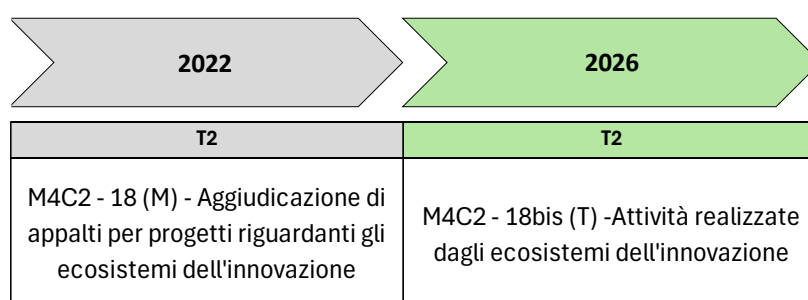 2022
2026
T2
T2
M4C2 - 18 (M) - Aggiudicazione di
appalti per progetti riguardanti gli
ecosistemi dell'innovazione
M4C2 - 18bis (T) -Attività realizzate
dagli ecosistemi dell'innovazione